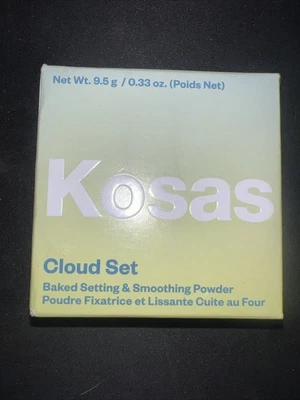 Net Wt. 9.5 g / 0.33 oz. (Poids Net)
Kosas
Cloud Set
Baked Setting & Smoothing Powder
Poudre Fixatrice et Lissante Cuite au Four